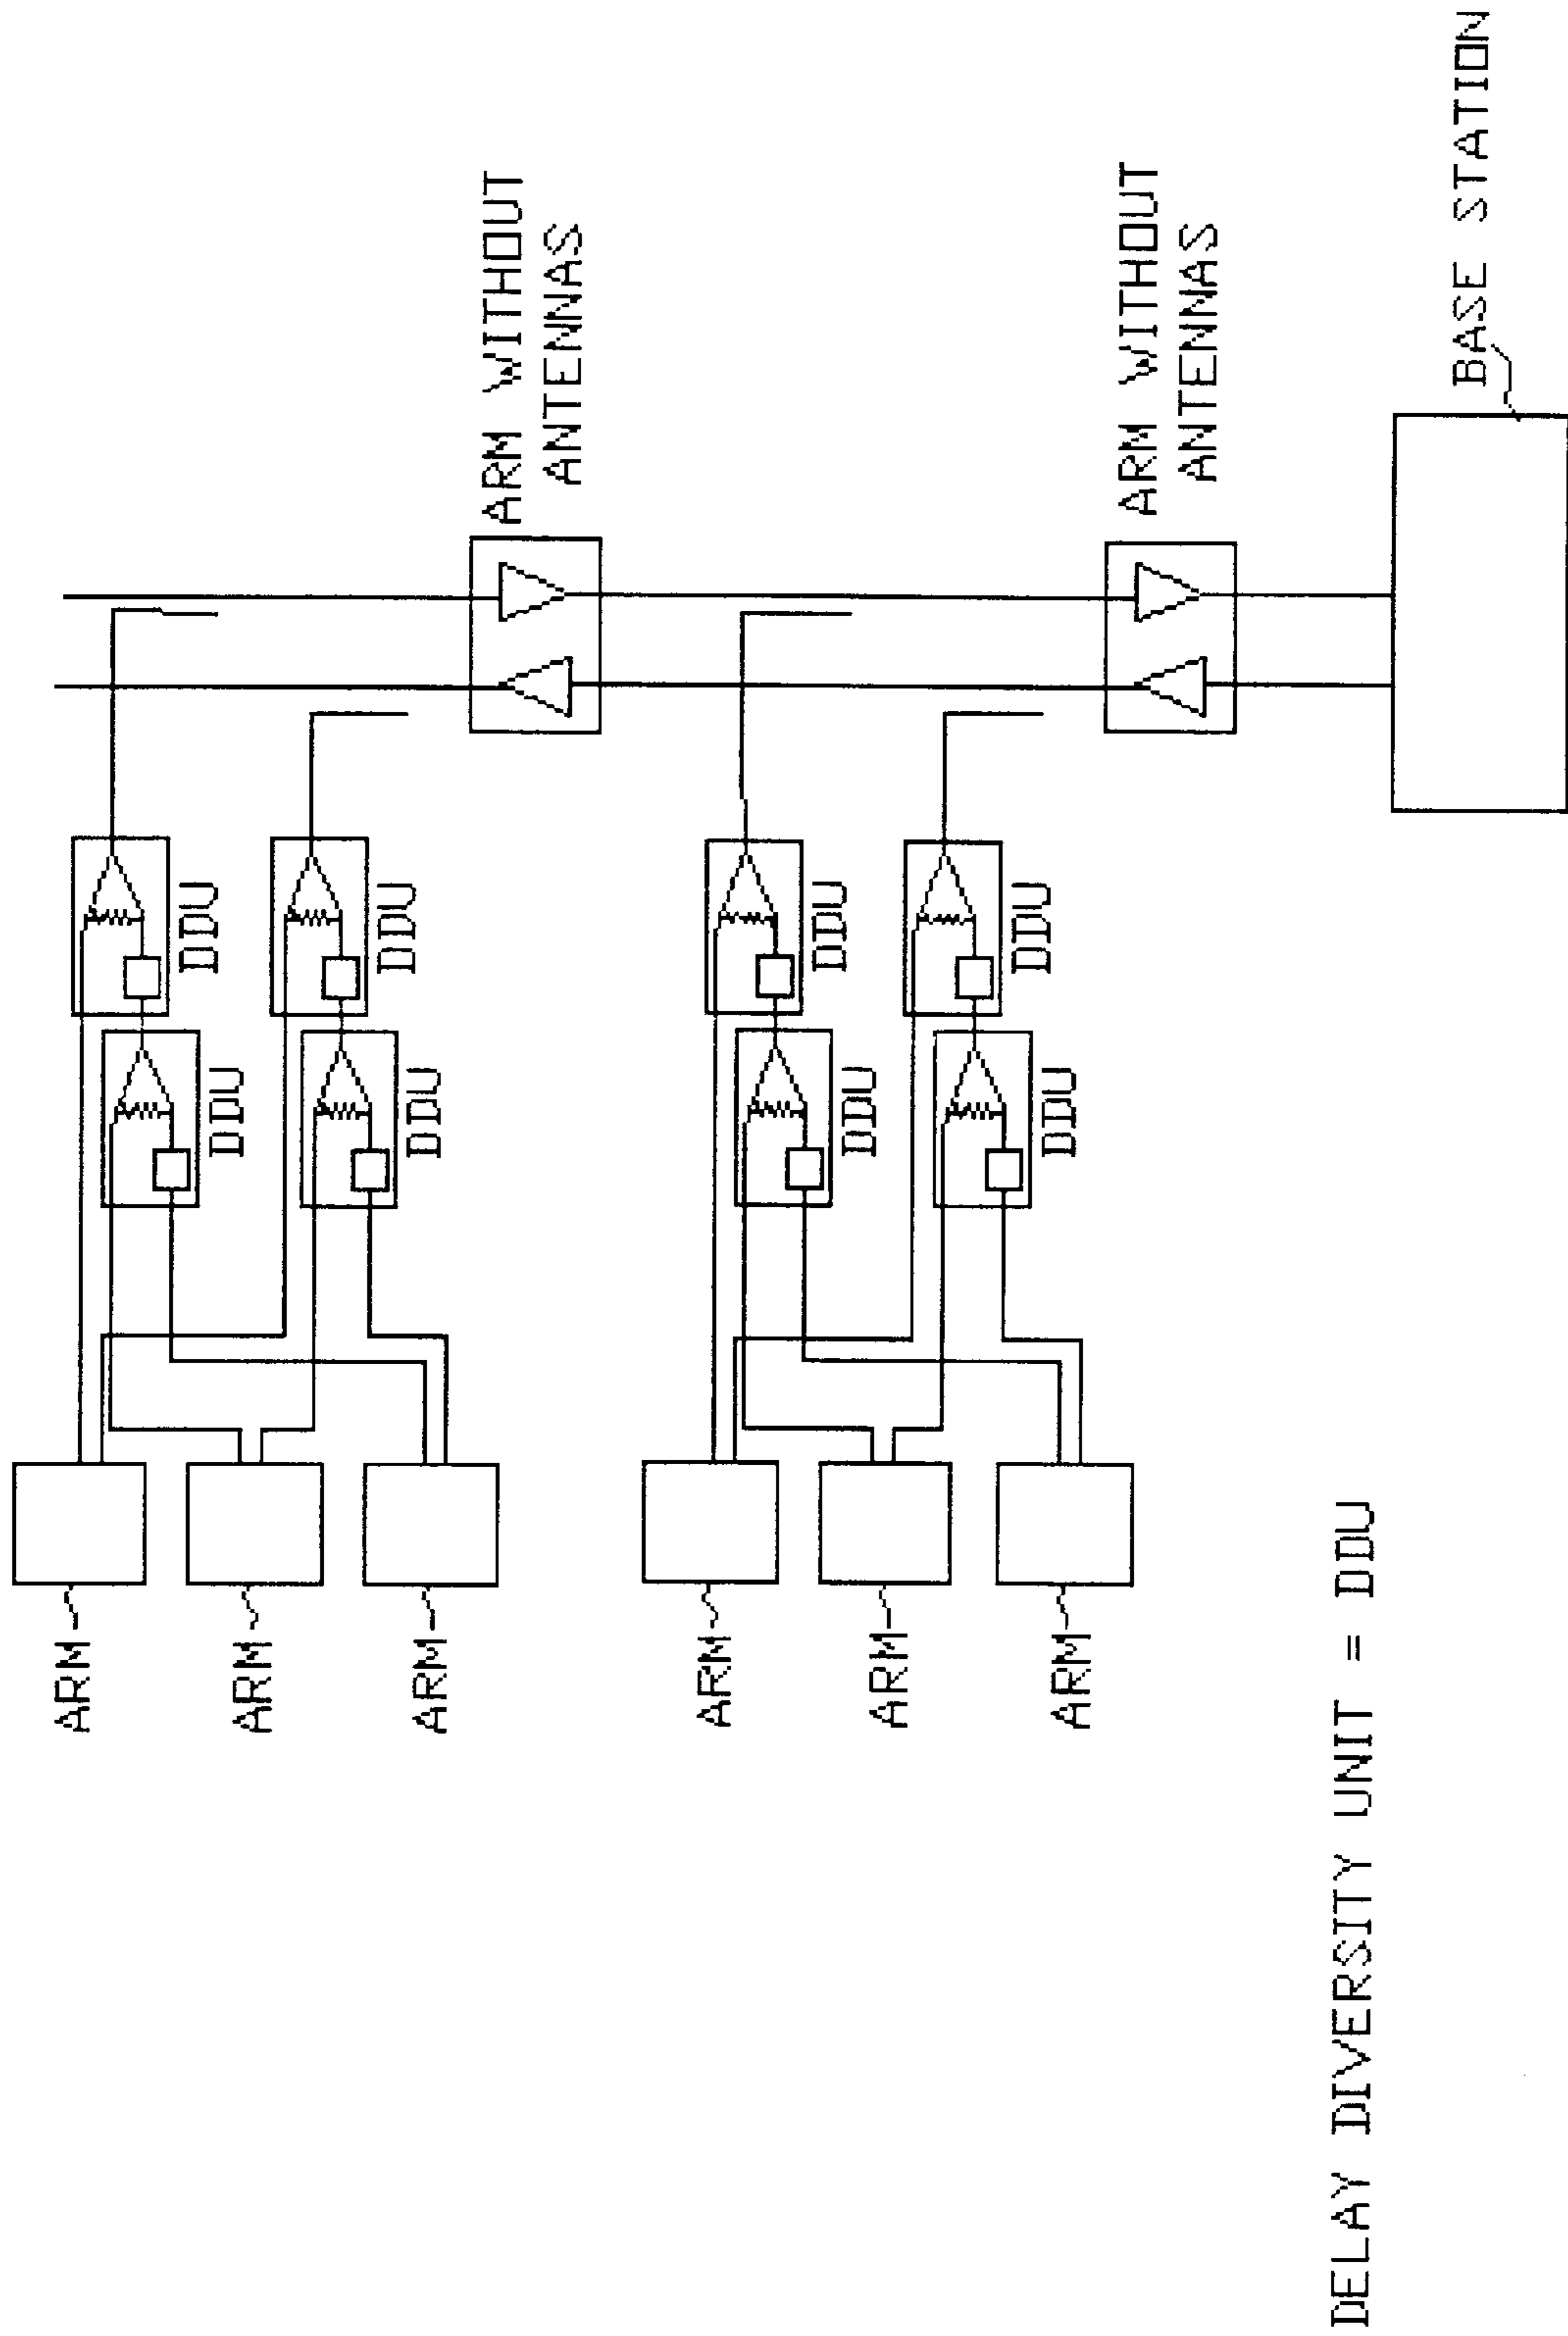 ARM
DDU
DDU
ARM
DDU
DDU
ARM
ARM WITHOUT
ANTENNAS
ARM
DDU
DDU
ARM
DDU
DDU
ARM
ARM WITHOUT
ANTENNAS
DELAY DIVERSITY UNIT = DDU
BASE STATION